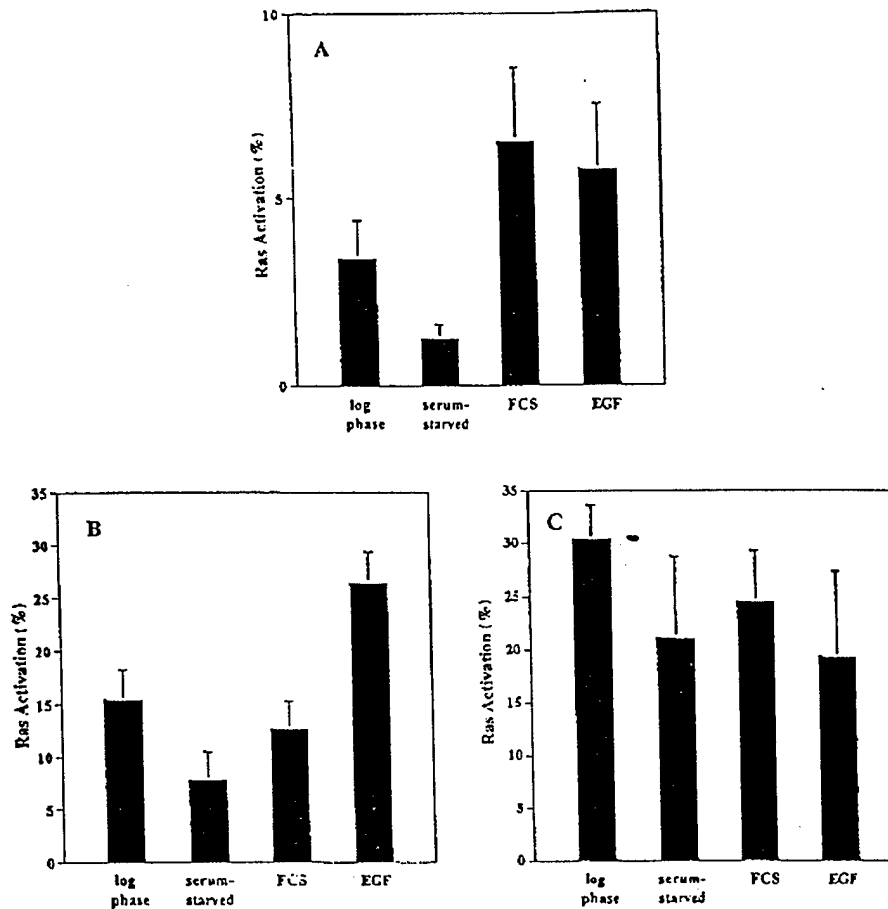 10
A
Ras Activation (%)
5
0
log phase
serum-starved
FCS
EGF
35
B
30
25
Ras Activation (%)
20
15
10
5
0
log phase
serum-starved
FCS
EGF
35
C
30
25
Ras Activation (%)
20
15
10
5
0
log phase
serum-starved
FCS
EGF